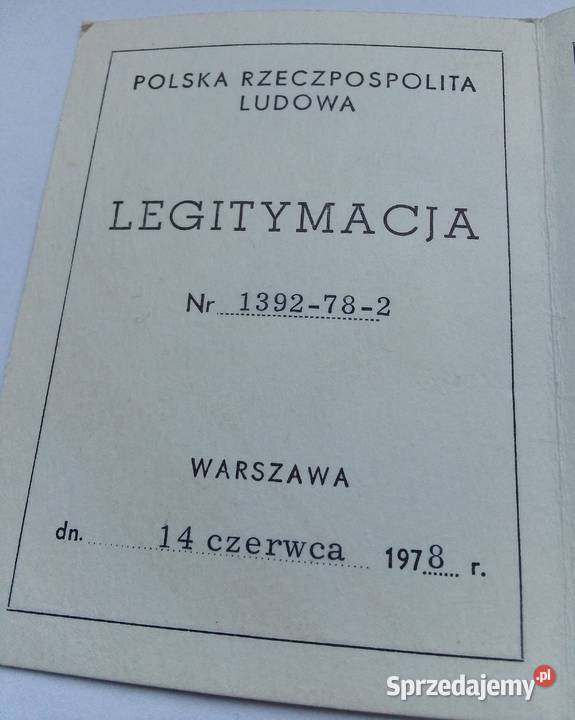 POLSKA RZECZPOSPOLITA
LUDOWA
LEGITYMACJA
Nr 1392-78-2
WARSZAWA
dn. 14 czerwca 1978 r.
Sprzedajemy.pl